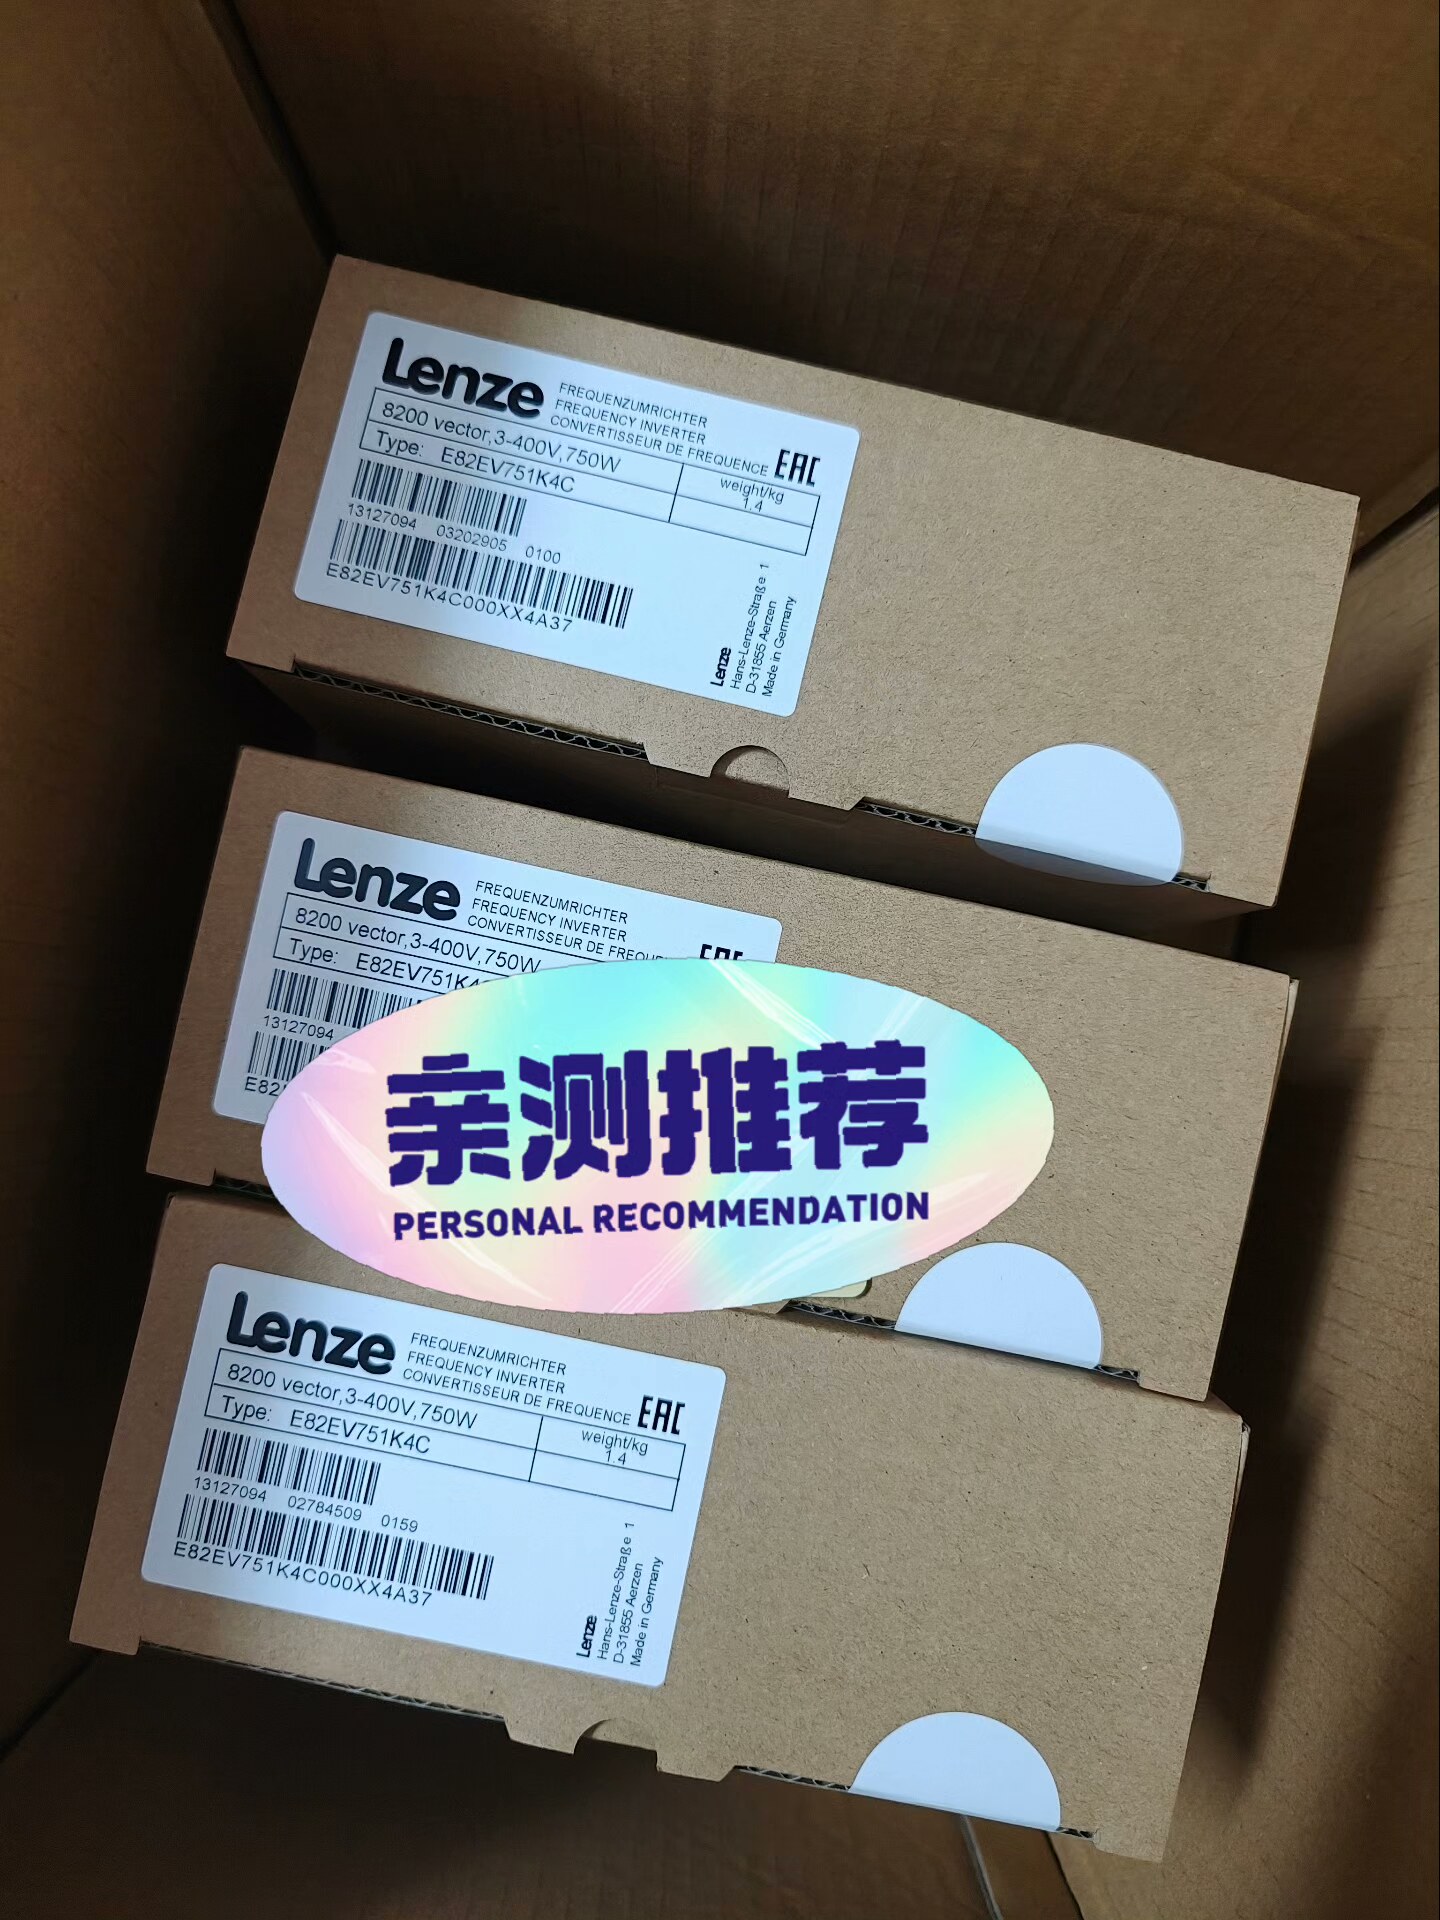 Lenze
FREQUENZUMRICHTER
FREQUENCY INVERTER
CONVERTISSEUR DE FREQUENCE
EAC
8200 vector,3-400V,750W
Type: E82EV751K4C
weight/kg
1.4
13127094 03202905 0100
E82EV751K4C000XX4A37
Lenze
Hans-Lenze-Straße 1
D-31855 Aerzen
Made in Germany
Lenze
FREQUENZUMRICHTER
FREQUENCY INVERTER
CONVERTISSEUR DE FREQU
EAC
8200 vector,3-400V,750W
Type: E82EV751K4
13127094
E82
亲测推荐
PERSONAL RECOMMENDATION
Lenze
FREQUENZUMRICHTER
FREQUENCY INVERTER
CONVERTISSEUR DE FREQUENCE
EAC
8200 vector,3-400V,750W
Type: E82EV751K4C
weight/kg
1.4
13127094 02784509 0159
E82EV751K4C000XX4A37
Lenze
Hans-Lenze-Straße 1
D-31855 Aerzen
Made in Germany